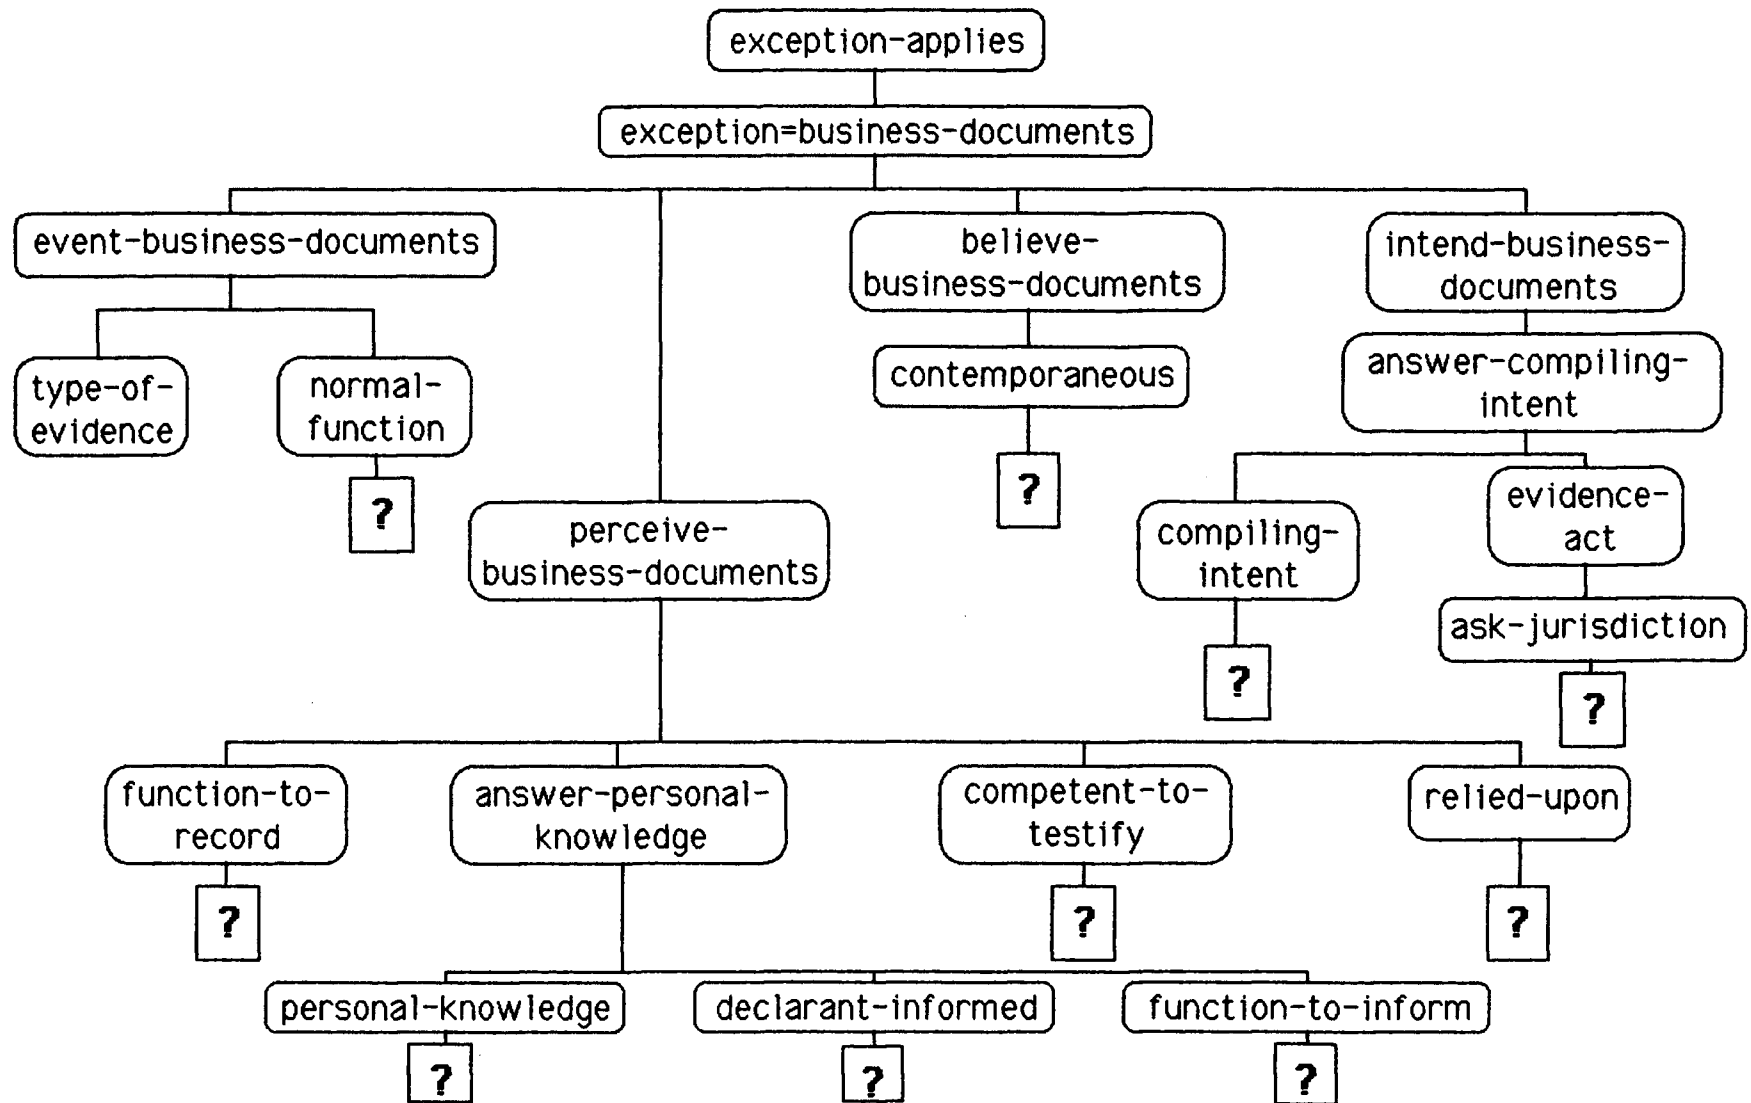 exception-applies
exception=business-documents
event-business-documents
believe-
business-documents
intend-business-
documents
type-of-
evidence
normal-
function
?
contemporaneous
?
answer-compiling-
intent
perceive-
business-documents
compiling-
intent
?
evidence-
act
ask-jurisdiction
?
function-to-
record
?
answer-personal-
knowledge
competent-to-
testify
?
relied-upon
?
personal-knowledge
?
declarant-informed
?
function-to-inform
?